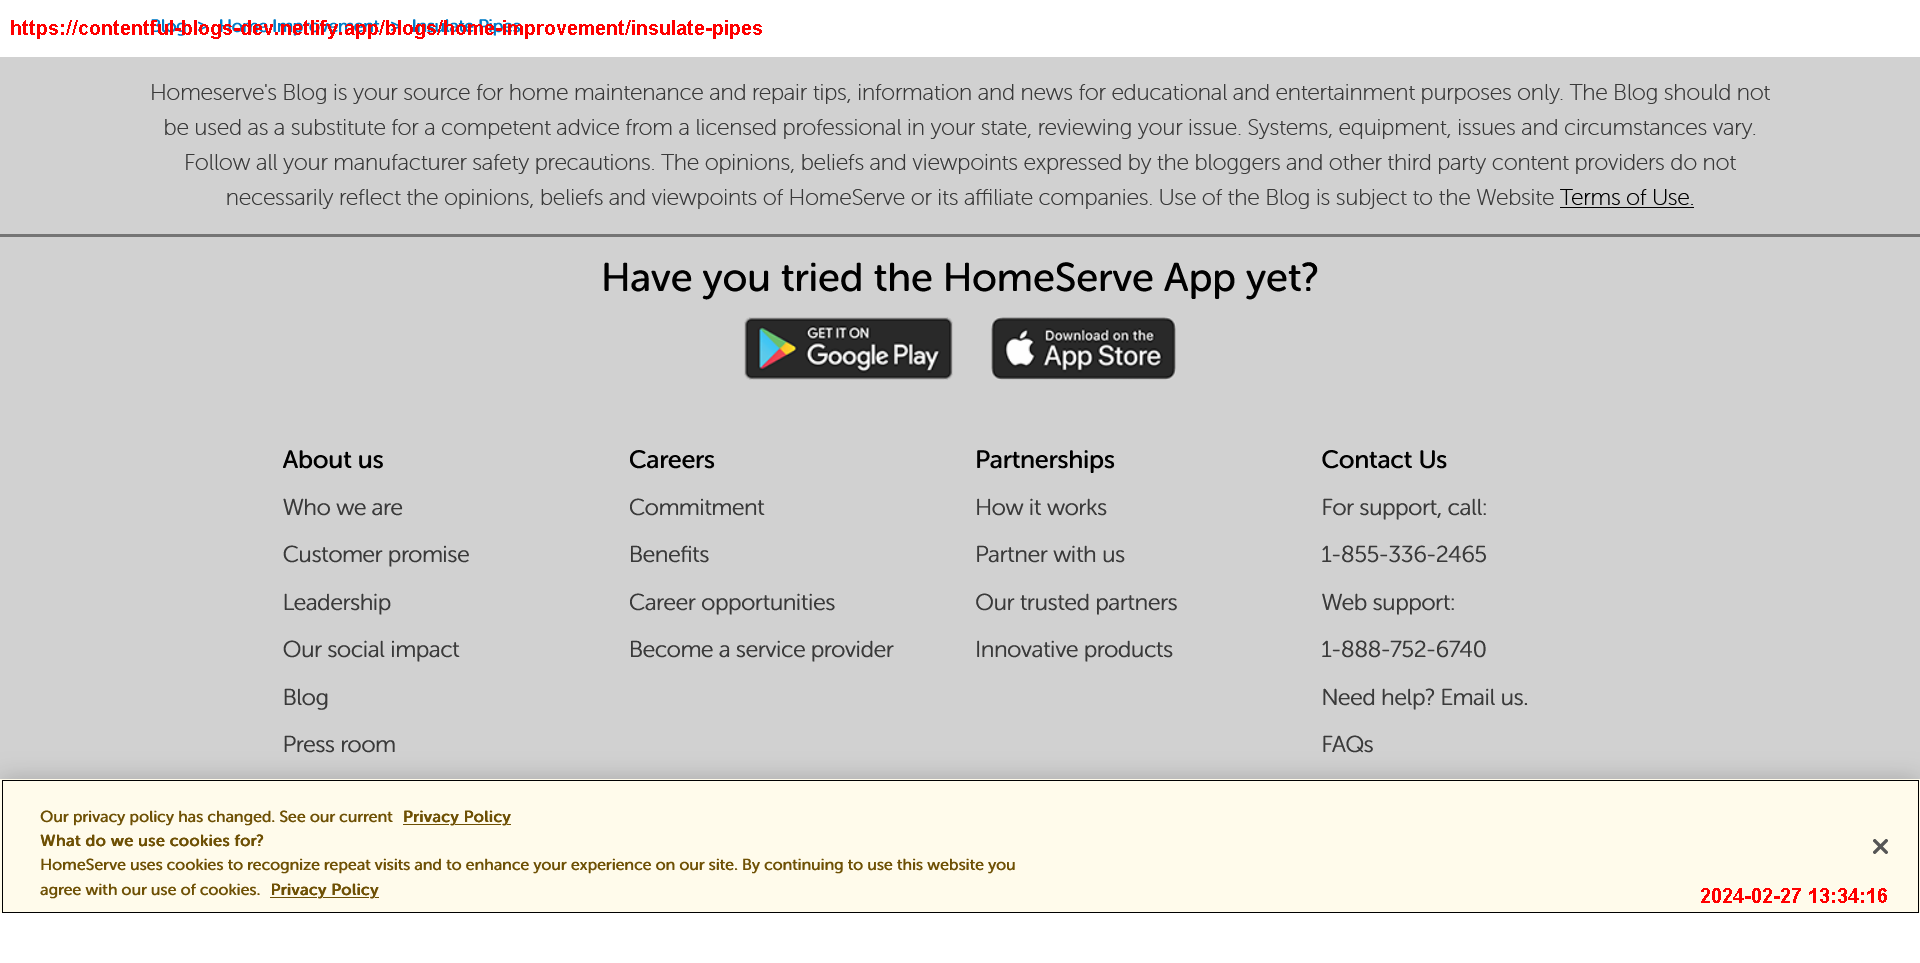 https://contentful-blogs-dev.netlify.app/blogs/home-improvement/insulate-pipes
Blog > Home Improvement > Insulate Pipes
Homeserve's Blog is your source for home maintenance and repair tips, information and news for educational and entertainment purposes only. The Blog should not
be used as a substitute for a competent advice from a licensed professional in your state, reviewing your issue. Systems, equipment, issues and circumstances vary.
Follow all your manufacturer safety precautions. The opinions, beliefs and viewpoints expressed by the bloggers and other third party content providers do not
necessarily reflect the opinions, beliefs and viewpoints of HomeServe or its affiliate companies. Use of the Blog is subject to the Website Terms of Use.
Have you tried the HomeServe App yet?
GET IT ON
Google Play
Download on the
App Store
About us
Who we are
Customer promise
Leadership
Our social impact
Blog
Press room
Careers
Commitment
Benefits
Career opportunities
Become a service provider
Partnerships
How it works
Partner with us
Our trusted partners
Innovative products
Contact Us
For support, call:
1-855-336-2465
Web support:
1-888-752-6740
Need help? Email us.
FAQs
Our privacy policy has changed. See our current Privacy Policy
What do we use cookies for?
HomeServe uses cookies to recognize repeat visits and to enhance your experience on our site. By continuing to use this website you
agree with our use of cookies. Privacy Policy
2024-02-27 13:34:16